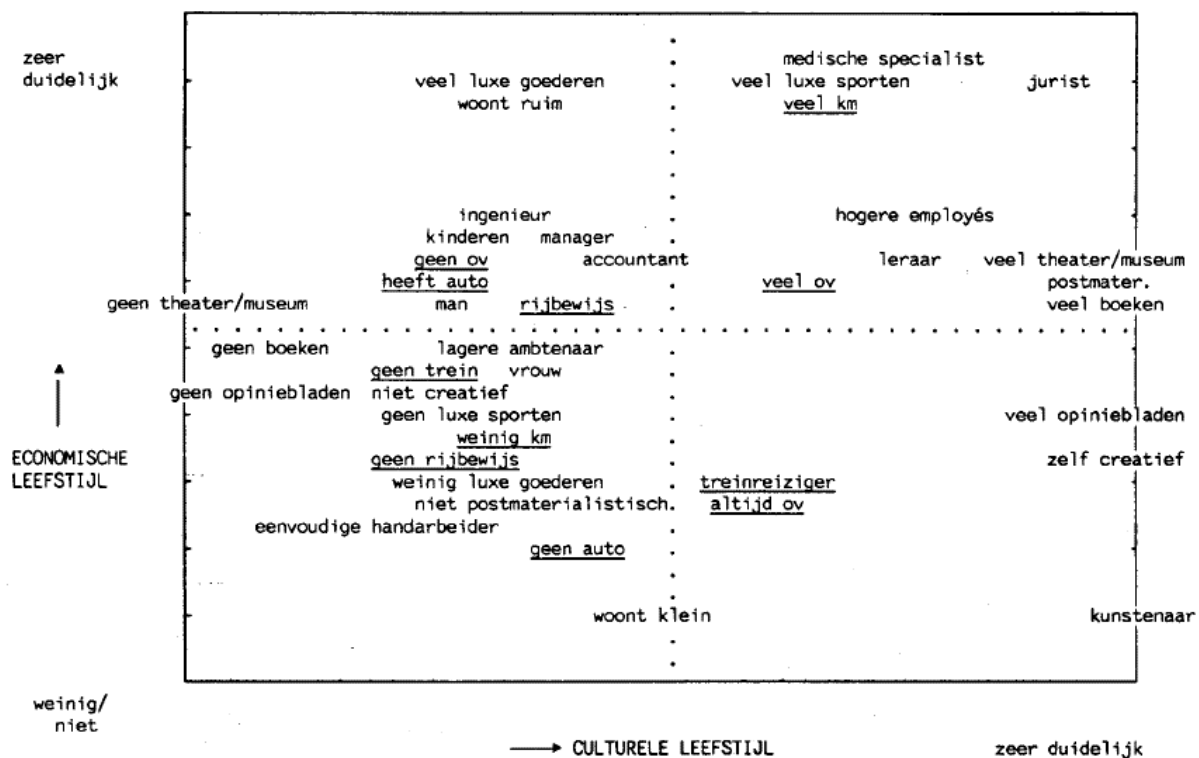 zeer medische specialist
duidelijk veel luxe goederen veel luxe sporten jurist
woont ruim veel km
ingenieur hogere employés
kinderen manager
geen ov accountant leraar veel theater/museum
heeft auto veel ov postmater.
geen theater/museum man rijbewijs veel boeken
geen boeken lagere ambtenaar
geen trein vrouw
geen opiniebladen niet creatief
geen luxe sporten veel opiniebladen
weinig km
ECONOMISCHE geen rijbewijs zelf creatief
LEEFSTIJL weinig luxe goederen treinreiziger
niet postmaterialistisch. altijd ov
eenvoudige handarbeider
geen auto
woont klein kunstenaar
weinig/
niet
CULTURELE LEEFSTIJL zeer duidelijk